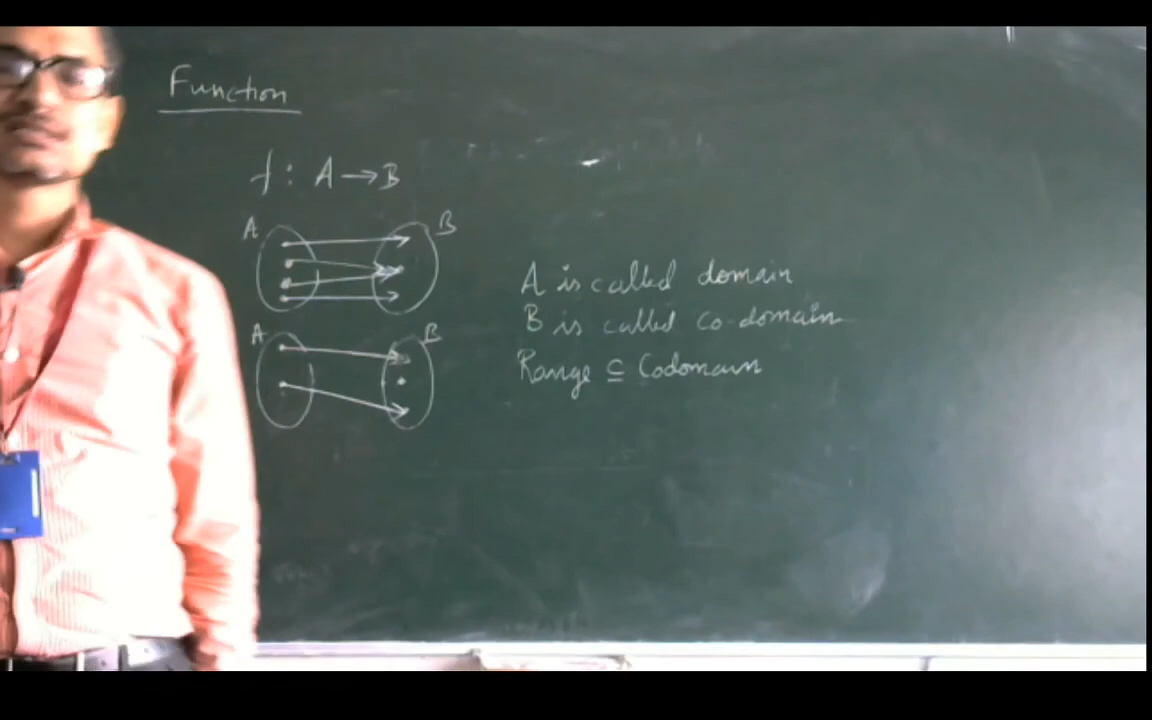 Function
f : A → B
A B
A B
A is called domain
B is called co-domain
Range ⊆ Codomain